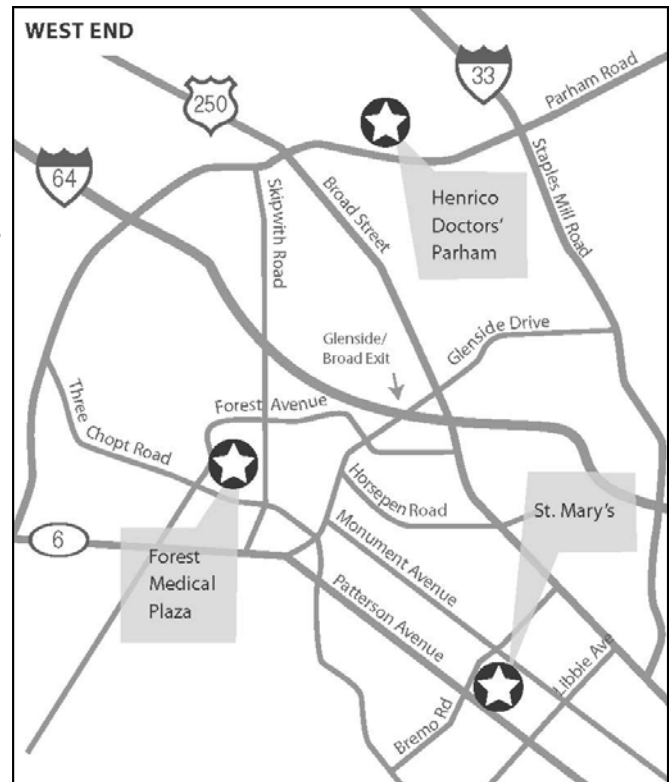 WEST END
33
250
Parham Road
64
Skipwith Road
Broad Street
Henrico
Doctors'
Parham
Staples Mill Road
Glenside/
Broad Exit
Glenside Drive
Three Chopt Road
Forest Avenue
Horsepen Road
St. Mary's
6
Forest
Medical
Plaza
Monument Avenue
Patterson Avenue
Libbie Ave
Bremo Rd